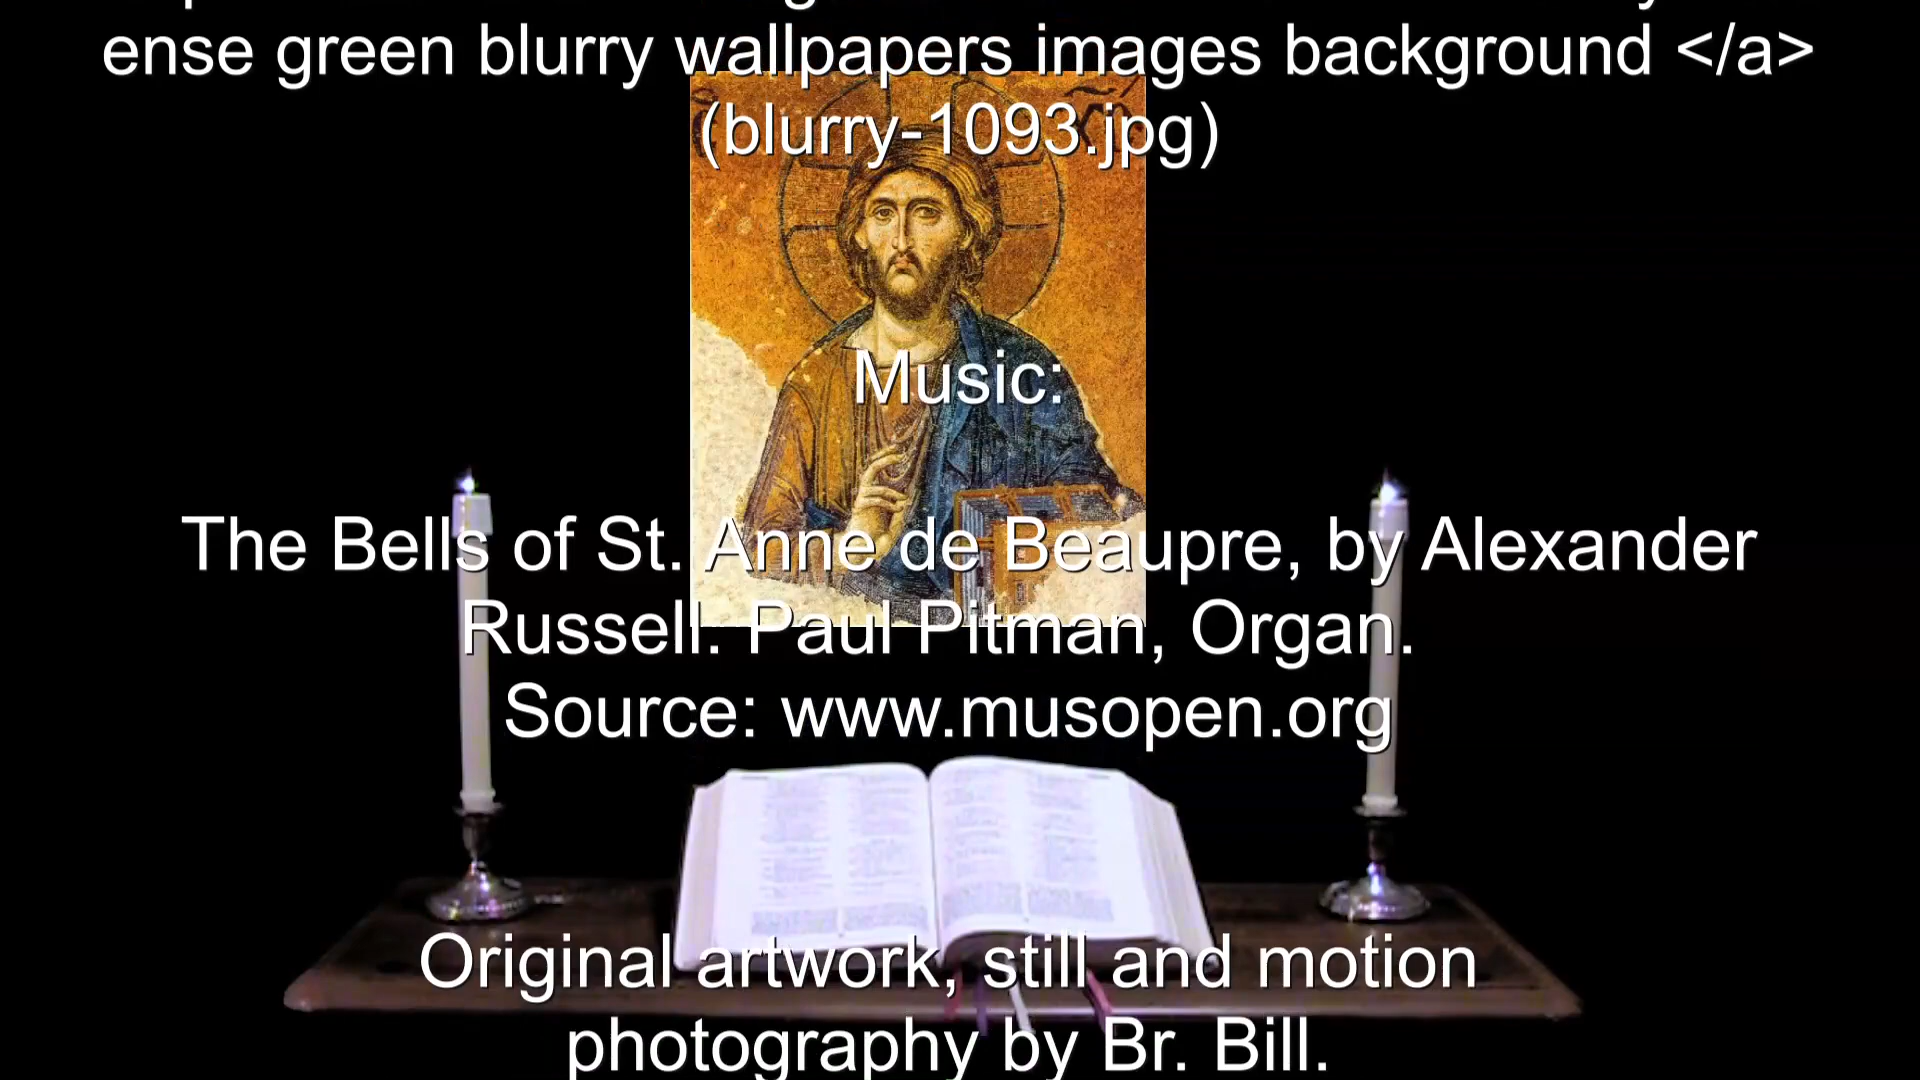 ense green blurry wallpapers images background </a>
(blurry-1093.jpg)
Music:
The Bells of St. Anne de Beaupre, by Alexander
Russell. Paul Pitman, Organ.
Source: www.musopen.org
Original artwork, still and motion
photography by Br. Bill.